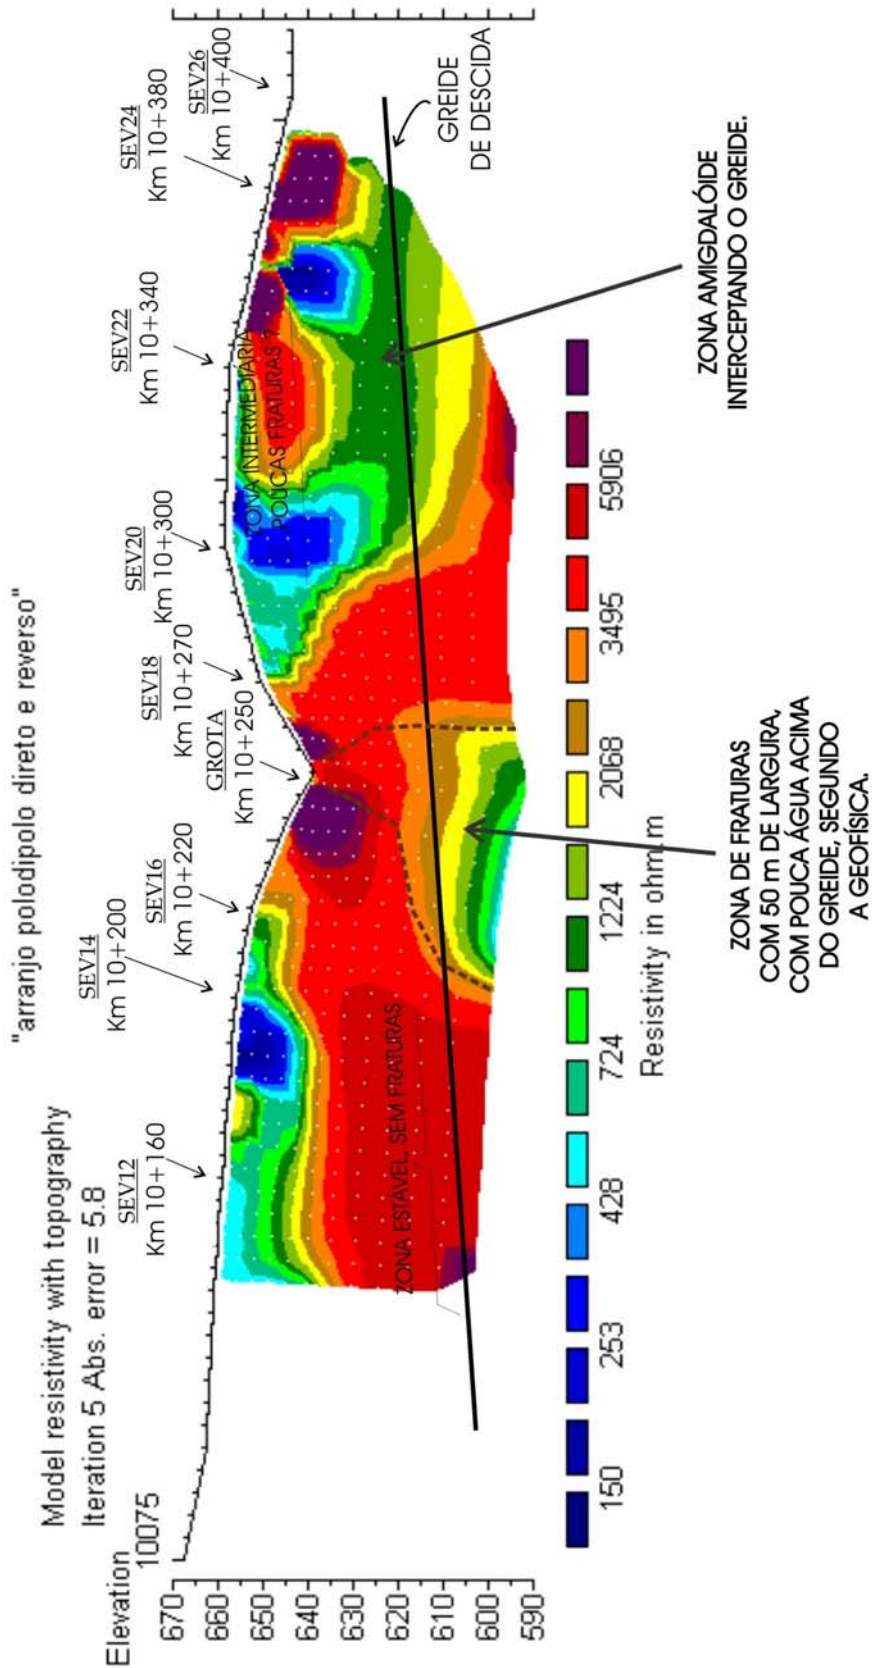 "arranjo polodipolo direto e reverso"
Model resistivity with topography
Iteration 5 Abs. error = 5.8
Elevation
10075
SEV12
Km 10+160
SEV14
Km 10+200
SEV16
Km 10+220
GROTA
Km 10+250
SEV18
Km 10+270
SEV20
Km 10+300
SEV22
Km 10+340
SEV24
Km 10+380
SEV26
Km 10+400
670
660
650
640
630
620
610
600
590
ZONA INTERMEDIÁRIA
POUCAS FRATURAS ?
ZONA ESTÁVEL, SEM FRATURAS
GREIDE
DE DESCIDA
150
253
428
724
1224
2068
3495
5906
Resistivity in ohm.m
ZONA DE FRATURAS
COM 50 m DE LARGURA,
COM POUCA ÁGUA ACIMA
DO GREIDE, SEGUNDO
A GEOFÍSICA.
ZONA AMIGDALÓIDE
INTERCEPTANDO O GREIDE.